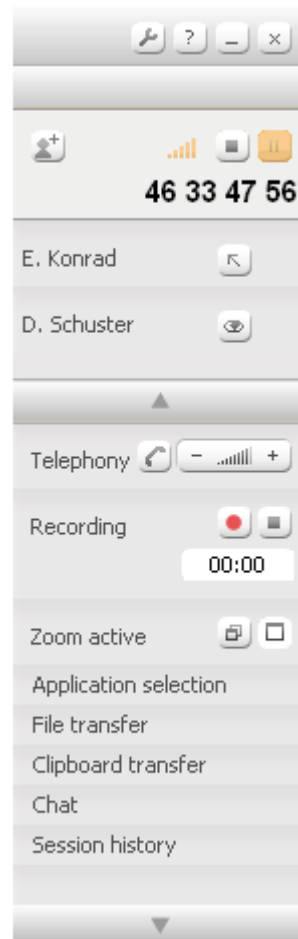 ?
46 33 47 56
E. Konrad
D. Schuster
Telephony - +
Recording
00:00
Zoom active
Application selection
File transfer
Clipboard transfer
Chat
Session history